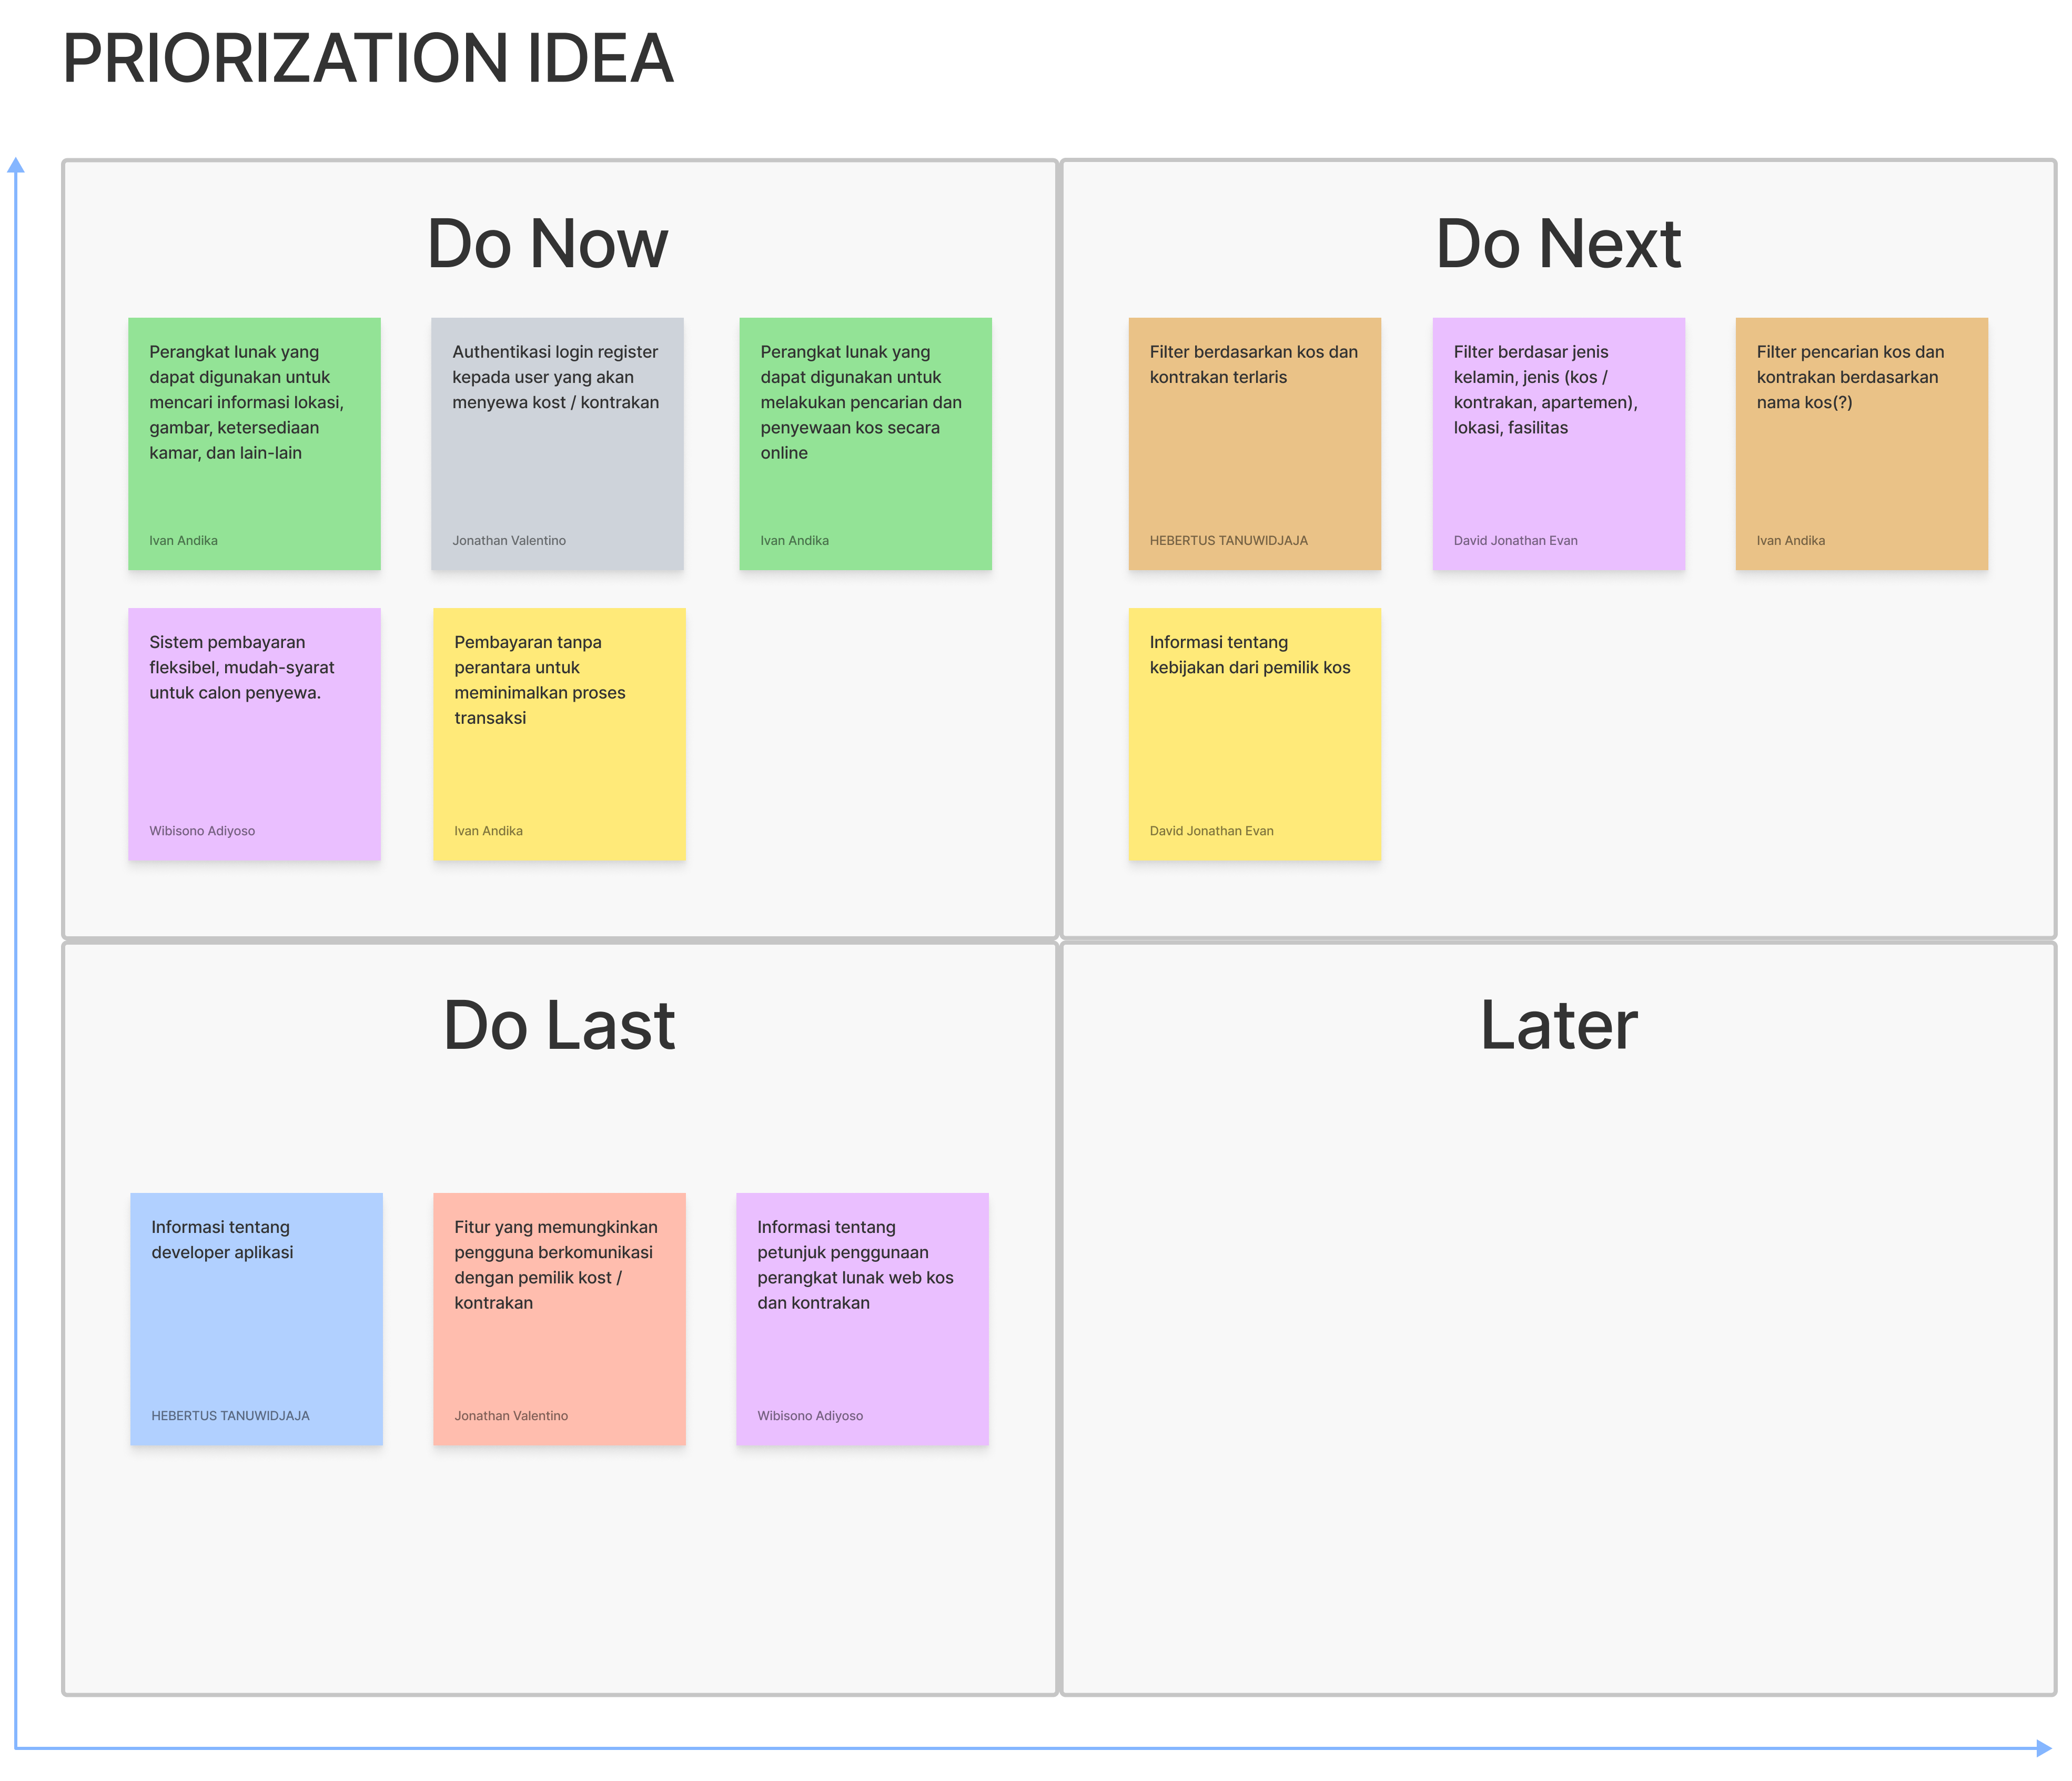 PRIORIZATION IDEA
Do Now
Perangkat lunak yang
dapat digunakan untuk
mencari informasi lokasi,
gambar, ketersediaan
kamar, dan lain-lain
Ivan Andika
Authentikasi login register
kepada user yang akan
menyewa kost / kontrakan
Jonathan Valentino
Perangkat lunak yang
dapat digunakan untuk
melakukan pencarian dan
penyewaan kos secara
online
Ivan Andika
Sistem pembayaran
fleksibel, mudah-syarat
untuk calon penyewa.
Wibisono Adiyoso
Pembayaran tanpa
perantara untuk
meminimalkan proses
transaksi
Ivan Andika
Do Next
Filter berdasarkan kos dan
kontrakan terlaris
HEBERTUS TANUWIDJAJA
Filter berdasar jenis
kelamin, jenis (kos /
kontrakan, apartemen),
lokasi, fasilitas
David Jonathan Evan
Filter pencarian kos dan
kontrakan berdasarkan
nama kos(?)
Ivan Andika
Informasi tentang
kebijakan dari pemilik kos
David Jonathan Evan
Do Last
Informasi tentang
developer aplikasi
HEBERTUS TANUWIDJAJA
Fitur yang memungkinkan
pengguna berkomunikasi
dengan pemilik kost /
kontrakan
Jonathan Valentino
Informasi tentang
petunjuk penggunaan
perangkat lunak web kos
dan kontrakan
Wibisono Adiyoso
Later